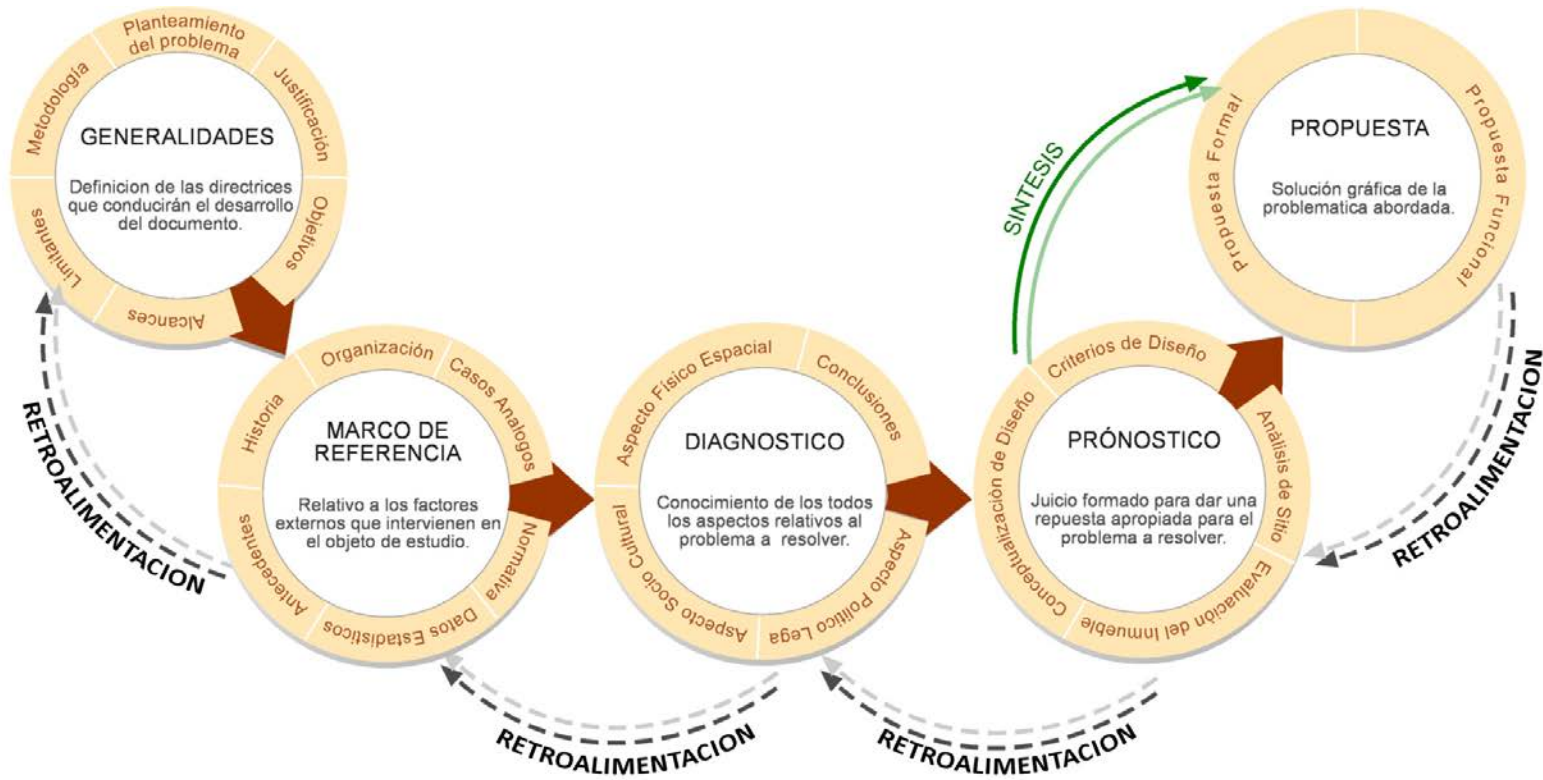 Planteamiento
del problema
Justificación
Objetivos
Alcances
Limitantes
Metodología
GENERALIDADES
Definicion de las directrices
que conducirán el desarrollo
del documento.
RETROALIMENTACION
Organización
Casos Analogos
Normativa
Datos Estadisticos
Antecedentes
Historia
MARCO DE
REFERENCIA
Relativo a los factores
externos que intervienen en
el objeto de estudio.
RETROALIMENTACION
Aspecto Físico Espacial
Conclusiones
Aspecto Politico Lega
Aspecto Socio Cultural
DIAGNOSTICO
Conocimiento de los todos
los aspectos relativos al
problema a resolver.
RETROALIMENTACION
Criterios de Diseño
Análisis de Sitio
Evaluación del Inmueble
Conceptualización de Diseño
PRÓNOSTICO
Juicio formado para dar una
repuesta apropiada para el
problema a resolver.
SINTESIS
Propuesta Formal
Propuesta Funcional
PROPUESTA
Solución gráfica de la
problematica abordada.
RETROALIMENTACION